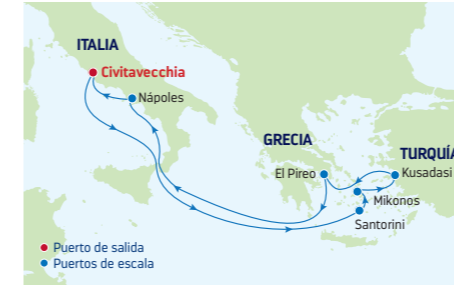 ITALIA
Civitavecchia
Nápoles
GRECIA
TURQUÍA
El Pireo
Kusadasi
Mikonos
Santorini
Puerto de salida
Puertos de escala